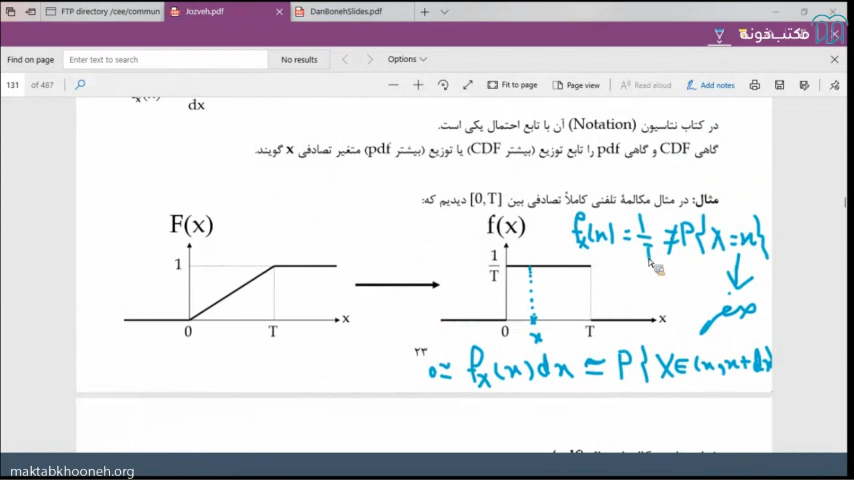 FTP directory /cee/commun
Jozveh.pdf
DanBonehSlides.pdf
مکتب‌خونه
Find on page
Enter text to search
No results
Options
131 of 487
Fit to page
Page view
Read aloud
Add notes
dx
در کتاب نتاسیون (Notation) آن با تابع احتمال یکی است.
گاهی CDF و گاهی pdf را تابع توزیع (بیشتر CDF) یا توزیع (بیشتر pdf) متغیر تصادفی x گویند.
مثال: در مثال مکالمهٔ تلفنی کاملاً تصادفی بین [0,T] دیدیم که:
F(x)
1
0 T x
f(x)
1/T
0 T x
x
fx(x) = 1/T ≠ P{X=x}
0 ≃ fx(x)dx ≃ P{X∈(x,x+dx)
۲۳
maktabkhooneh.org